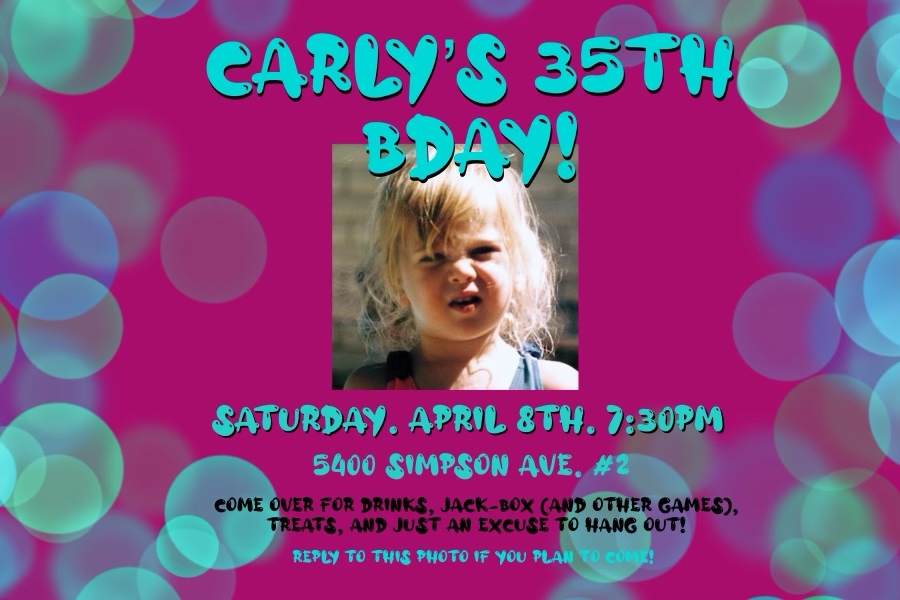 CARLY'S 35TH
BDAY!
SATURDAY. APRIL 8TH. 7:30PM
5400 SIMPSON AVE. #2
COME OVER FOR DRINKS, JACK-BOX (AND OTHER GAMES),
TREATS, AND JUST AN EXCUSE TO HANG OUT!
REPLY TO THIS PHOTO IF YOU PLAN TO COME!